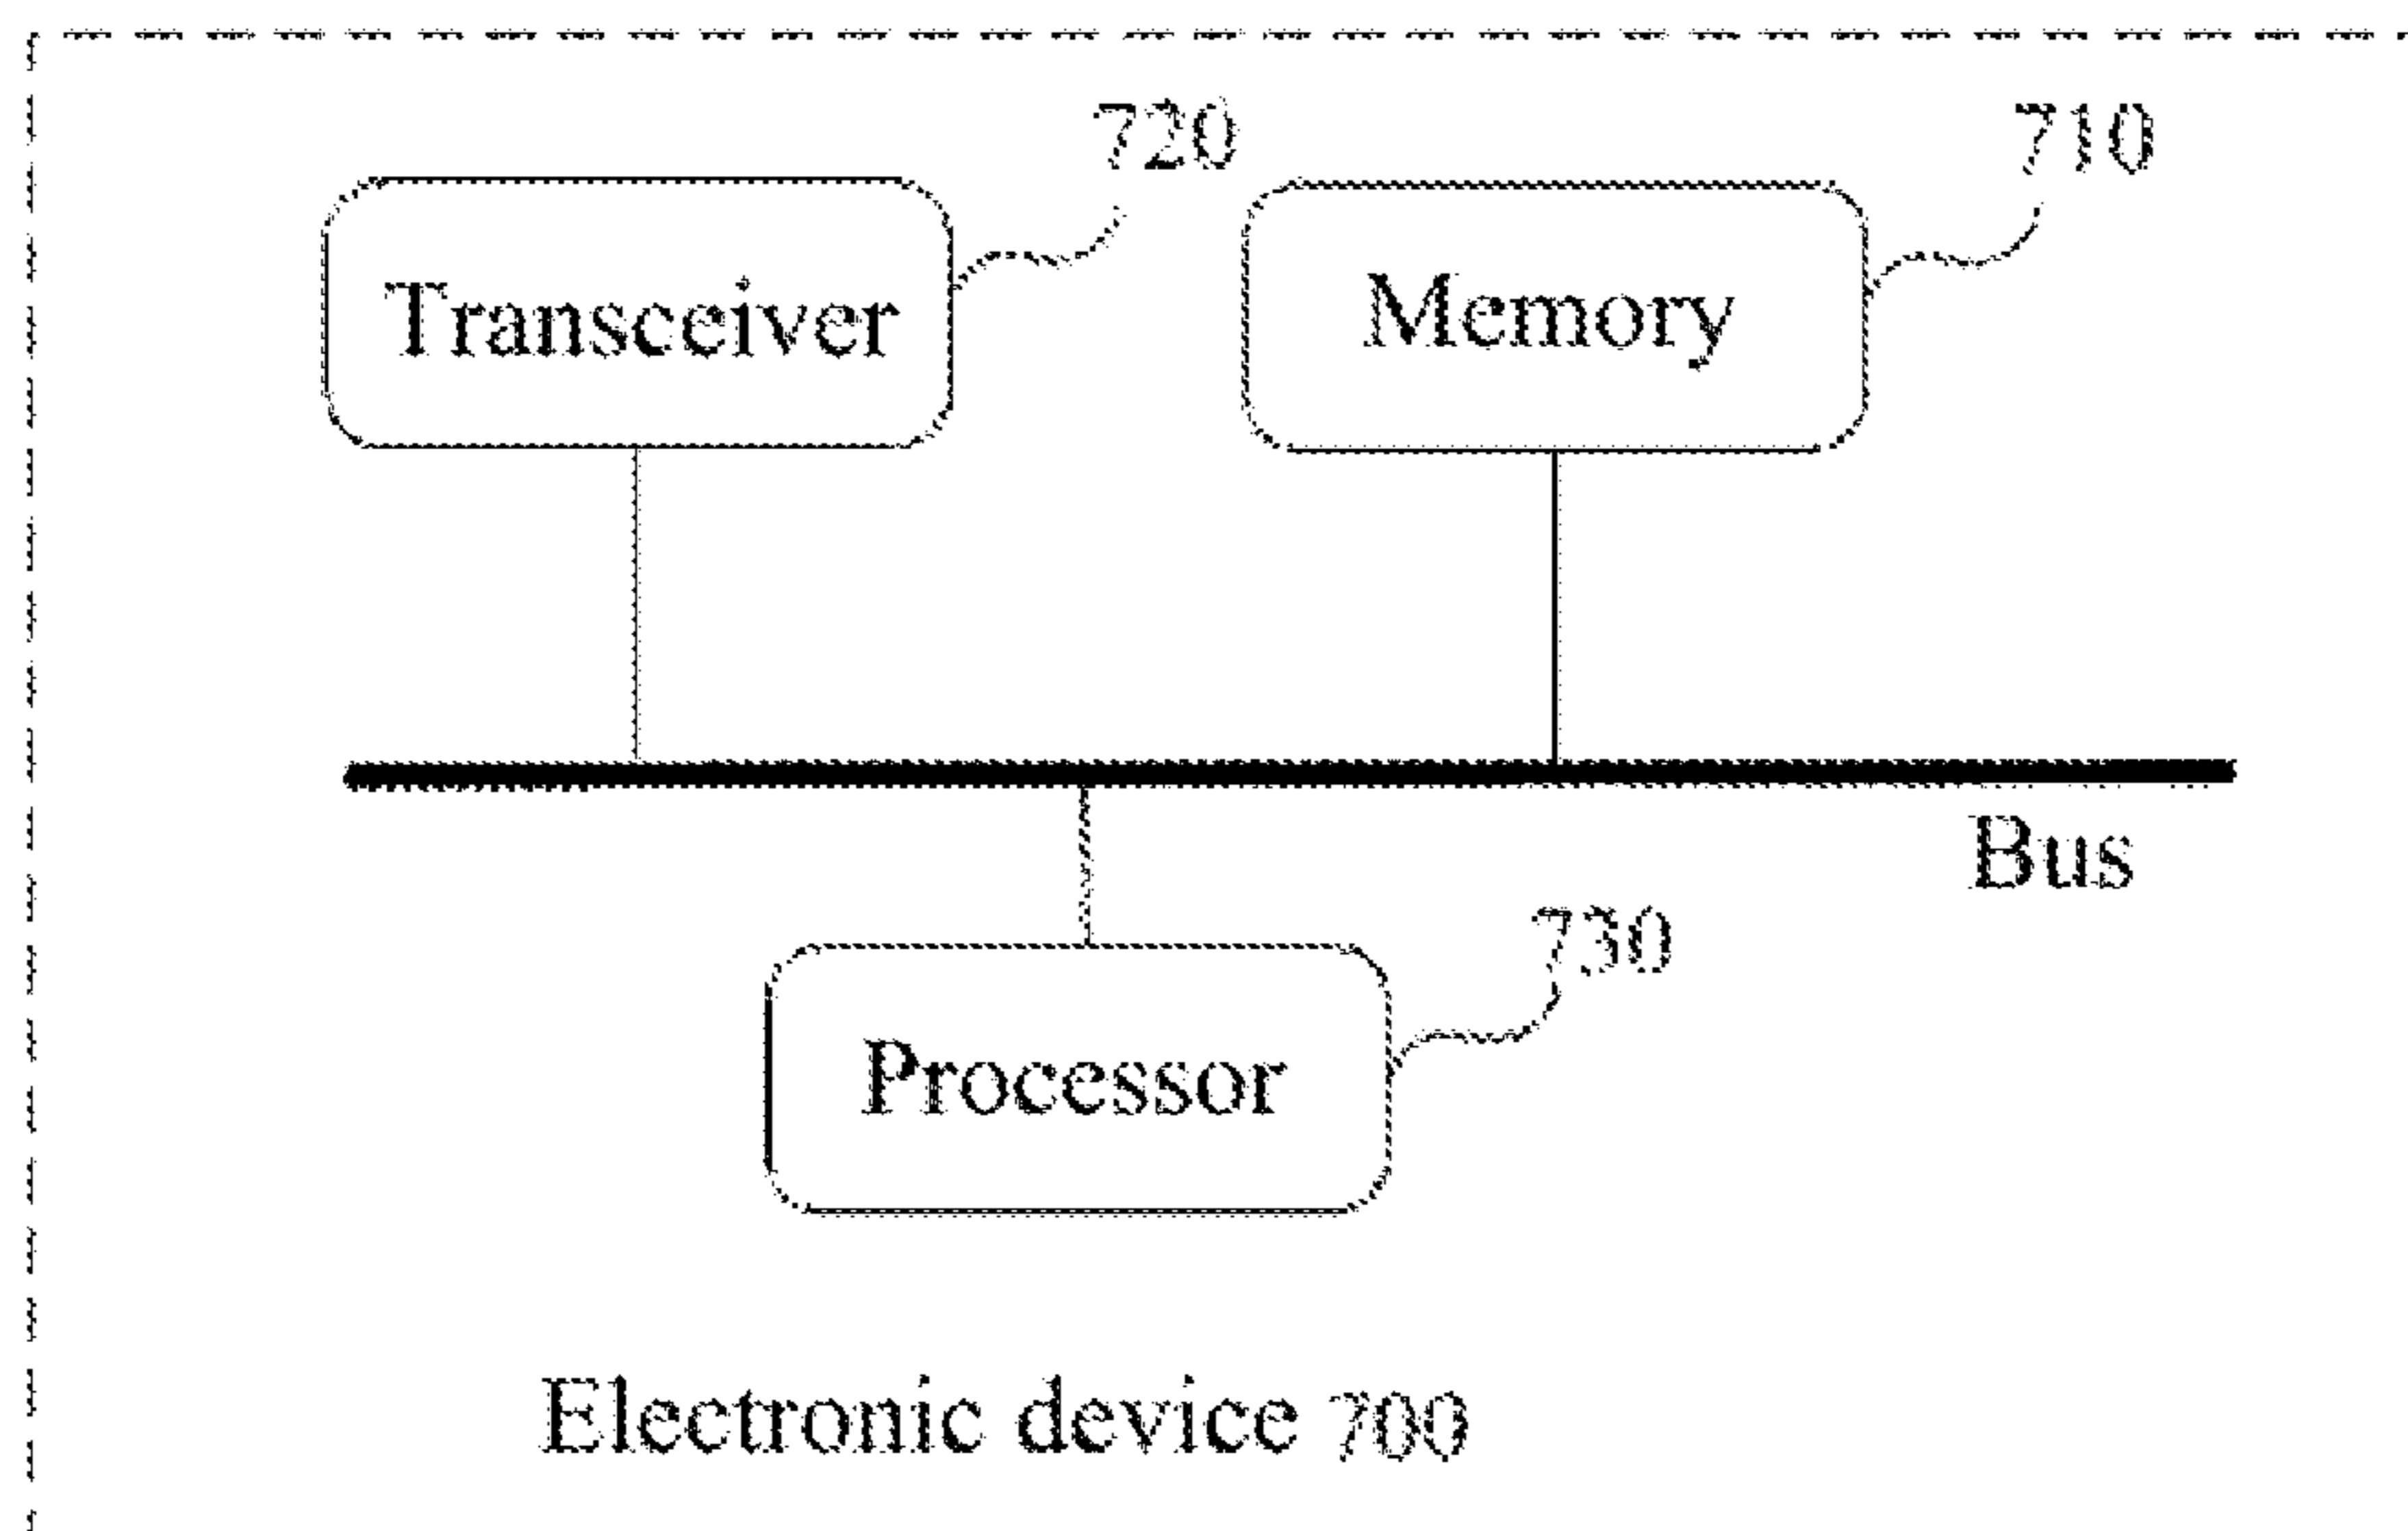 720
710
Transceiver
Memory
Bus
730
Processor
Electronic device 700